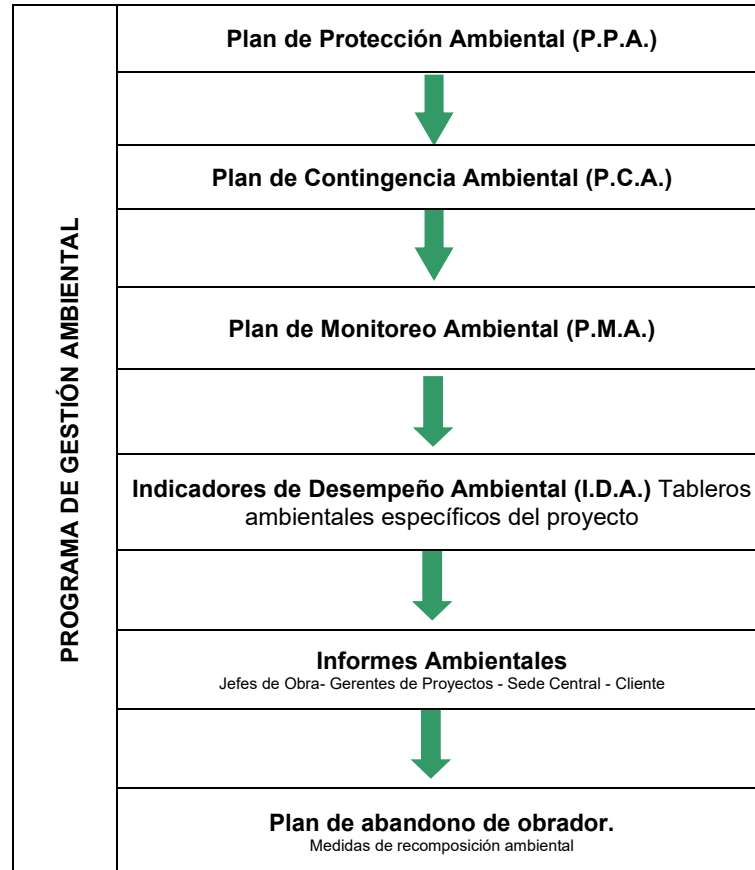 PROGRAMA DE GESTIÓN AMBIENTAL
Plan de Protección Ambiental (P.P.A.)
Plan de Contingencia Ambiental (P.C.A.)
Plan de Monitoreo Ambiental (P.M.A.)
Indicadores de Desempeño Ambiental (I.D.A.) Tableros
ambientales específicos del proyecto
Informes Ambientales
Jefes de Obra- Gerentes de Proyectos - Sede Central - Cliente
Plan de abandono de obrador.
Medidas de recomposición ambiental